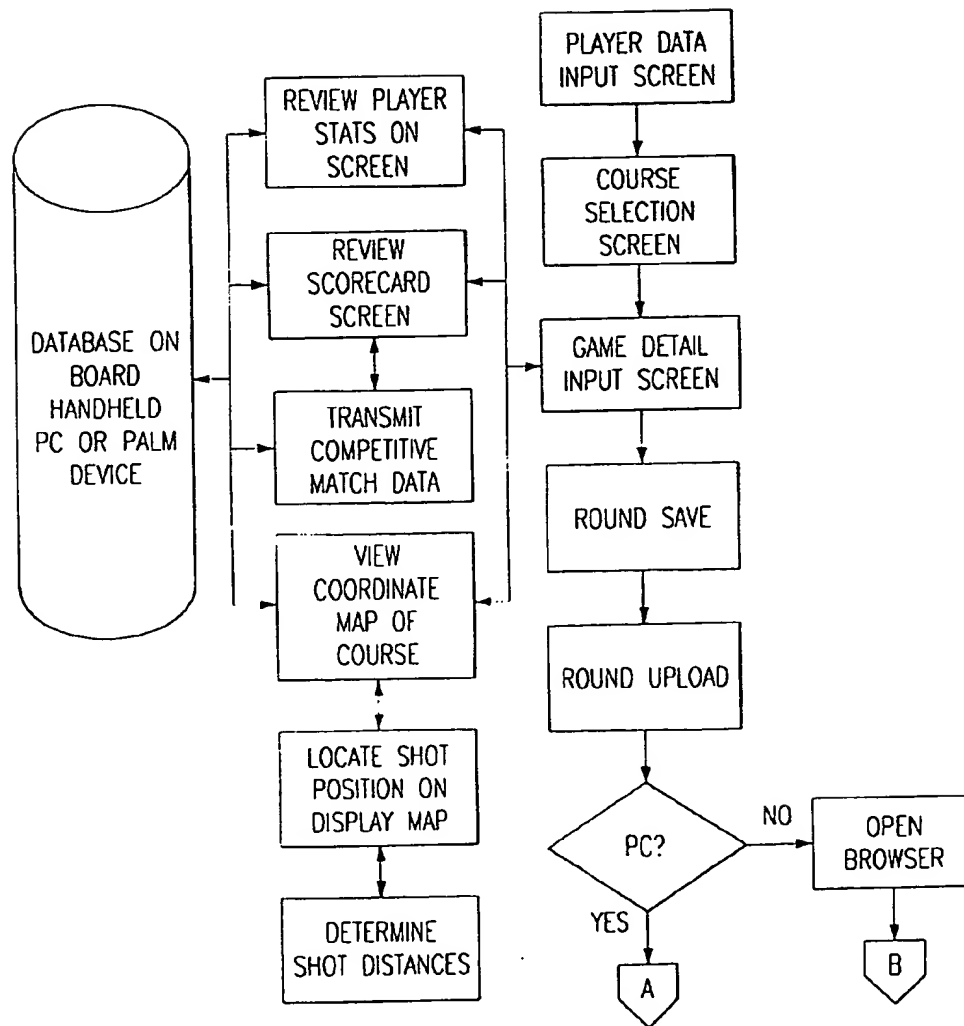 PLAYER DATA
INPUT SCREEN
REVIEW PLAYER
STATS ON
SCREEN
COURSE
SELECTION
SCREEN
REVIEW
SCORECARD
SCREEN
DATABASE ON
BOARD
HANDHELD
PC OR PALM
DEVICE
GAME DETAIL
INPUT SCREEN
TRANSMIT
COMPETITIVE
MATCH DATA
ROUND SAVE
VIEW
COORDINATE
MAP OF
COURSE
ROUND UPLOAD
LOCATE SHOT
POSITION ON
DISPLAY MAP
PC?
NO
OPEN
BROWSER
YES
DETERMINE
SHOT DISTANCES
A
B